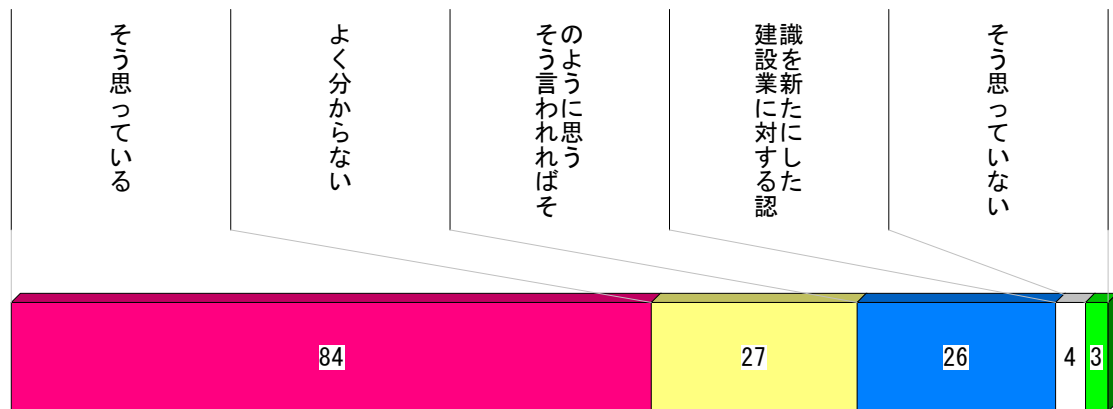 そう思っている
よく分からない
そう言われればそ
のように思う
建設業に対する認
識を新たにした
そう思っていない
84
27
26
4
3